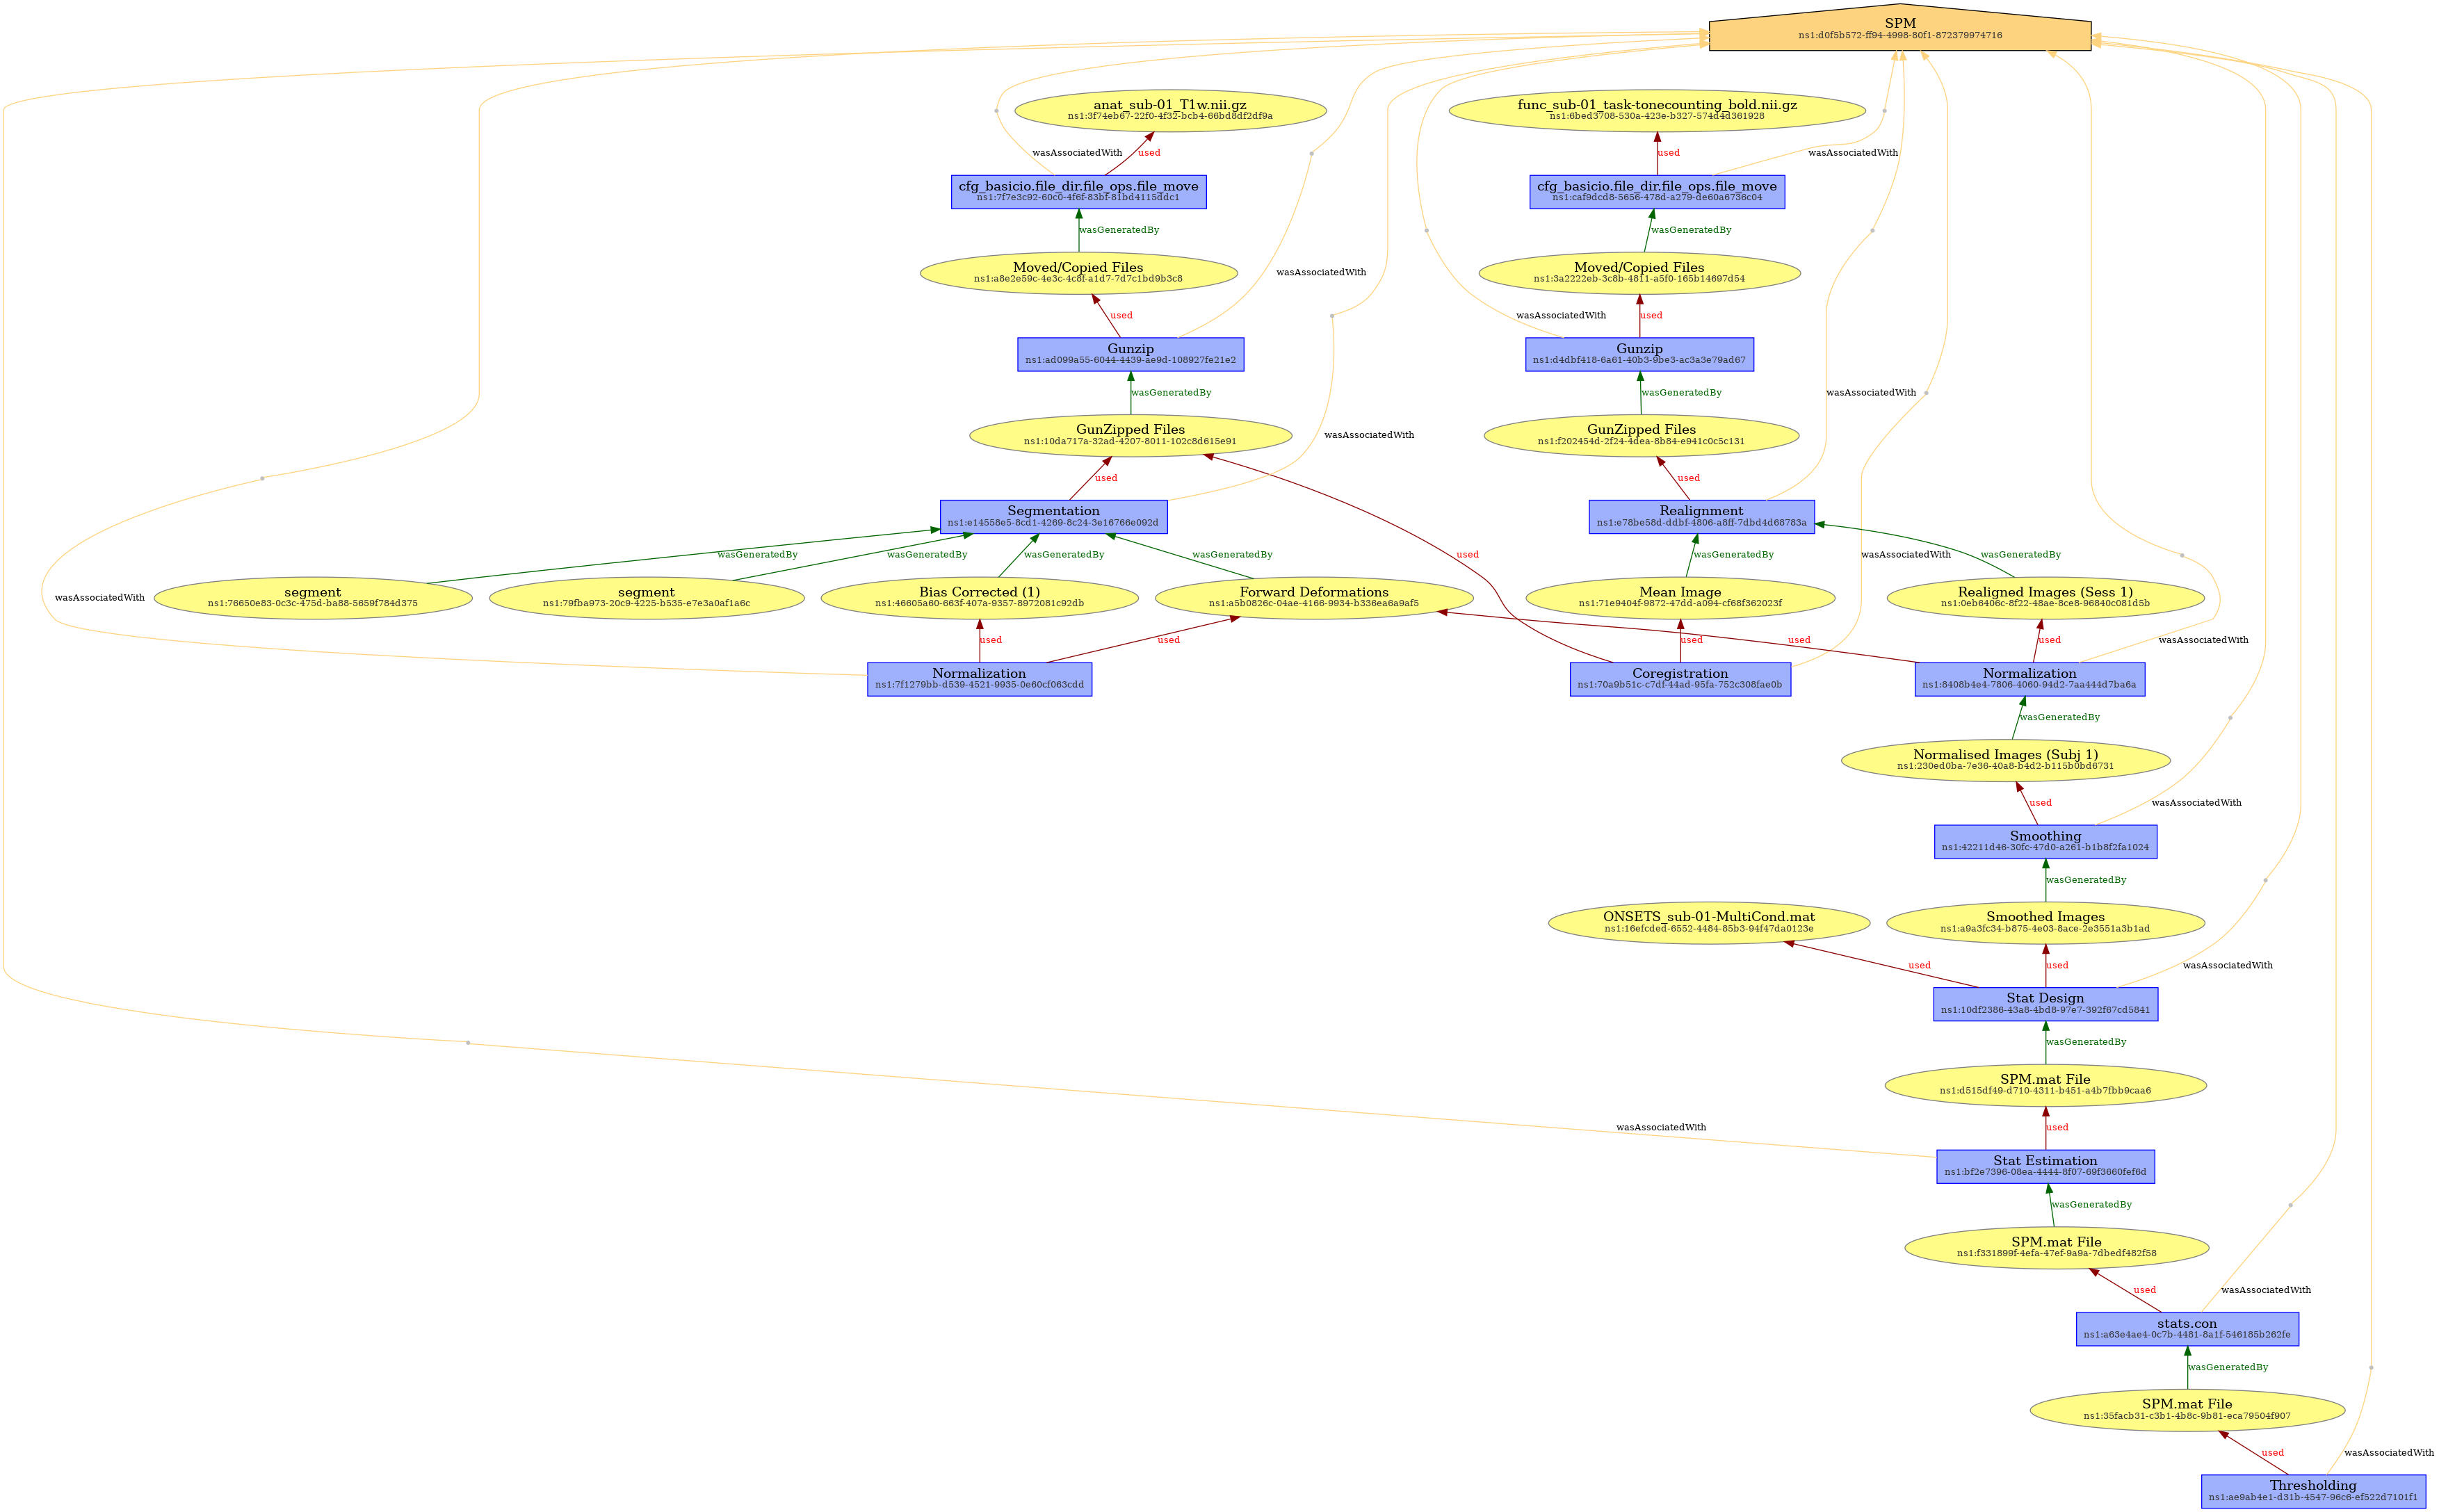 SPM
ns1:d0f5b572-ff94-4998-80f1-872379974716
anat_sub-01_T1w.nii.gz
ns1:3f74eb67-22f0-4f32-bcb4-66bd8df2df9a
func_sub-01_task-tonecounting_bold.nii.gz
ns1:6bed3708-530a-423e-b327-574d4d361928
wasAssociatedWith
used
used
wasAssociatedWith
cfg_basicio.file_dir.file_ops.file_move
ns1:7f7e3c92-60c0-4f6f-83bf-81bd4115ddc1
cfg_basicio.file_dir.file_ops.file_move
ns1:caf9dcd8-5656-478d-a279-de60a6736c04
wasGeneratedBy
wasGeneratedBy
Moved/Copied Files
ns1:a8e2e59c-4e3c-4c8f-a1d7-7d7c1bd9b3c8
wasAssociatedWith
Moved/Copied Files
ns1:3a2222eb-3c8b-4811-a5f0-165b14697d54
used
wasAssociatedWith
used
Gunzip
ns1:ad099a55-6044-4439-ae9d-108927fe21e2
Gunzip
ns1:d4dbf418-6a61-40b3-9be3-ac3a3e79ad67
wasGeneratedBy
wasGeneratedBy
wasAssociatedWith
GunZipped Files
ns1:10da717a-32ad-4207-8011-102c8d615e91
wasAssociatedWith
GunZipped Files
ns1:f202454d-2f24-4dea-8b84-e941c0c5c131
used
used
Segmentation
ns1:e14558e5-8cd1-4269-8c24-3e16766e092d
Realignment
ns1:e78be58d-ddbf-4806-a8ff-7dbd4d68783a
wasGeneratedBy
wasGeneratedBy
wasGeneratedBy
wasGeneratedBy
used
wasGeneratedBy
wasAssociatedWith
wasGeneratedBy
wasAssociatedWith
segment
ns1:76650e83-0c3c-475d-ba88-5659f784d375
segment
ns1:79fba973-20c9-4225-b535-e7e3a0af1a6c
Bias Corrected (1)
ns1:46605a60-663f-407a-9357-8972081c92db
Forward Deformations
ns1:a5b0826c-04ae-4166-9934-b336ea6a9af5
Mean Image
ns1:71e9404f-9872-47dd-a094-cf68f362023f
Realigned Images (Sess 1)
ns1:0eb6406c-8f22-48ae-8ce8-96840c081d5b
used
used
used
used
used
wasAssociatedWith
Normalization
ns1:7f1279bb-d539-4521-9935-0e60cf063cdd
Coregistration
ns1:70a9b51c-c7df-44ad-95fa-752c308fae0b
Normalization
ns1:8408b4e4-7806-4060-94d2-7aa444d7ba6a
wasGeneratedBy
Normalised Images (Subj 1)
ns1:230ed0ba-7e36-40a8-b4d2-b115b0bd6731
used
wasAssociatedWith
Smoothing
ns1:42211d46-30fc-47d0-a261-b1b8f2fa1024
wasGeneratedBy
ONSETS_sub-01-MultiCond.mat
ns1:16efcded-6552-4484-85b3-94f47da0123e
Smoothed Images
ns1:a9a3fc34-b875-4e03-8ace-2e3551a3b1ad
used
used
wasAssociatedWith
Stat Design
ns1:10df2386-43a8-4bd8-97e7-392f67cd5841
wasGeneratedBy
SPM.mat File
ns1:d515df49-d710-4311-b451-a4b7fbb9caa6
wasAssociatedWith
used
Stat Estimation
ns1:bf2e7396-08ea-4444-8f07-69f3660fef6d
wasGeneratedBy
SPM.mat File
ns1:f331899f-4efa-47ef-9a9a-7dbedf482f58
used
wasAssociatedWith
stats.con
ns1:a63e4ae4-0c7b-4481-8a1f-546185b262fe
wasGeneratedBy
SPM.mat File
ns1:35facb31-c3b1-4b8c-9b81-eca79504f907
used
wasAssociatedWith
Thresholding
ns1:ae9ab4e1-d31b-4547-96c6-ef522d7101f1